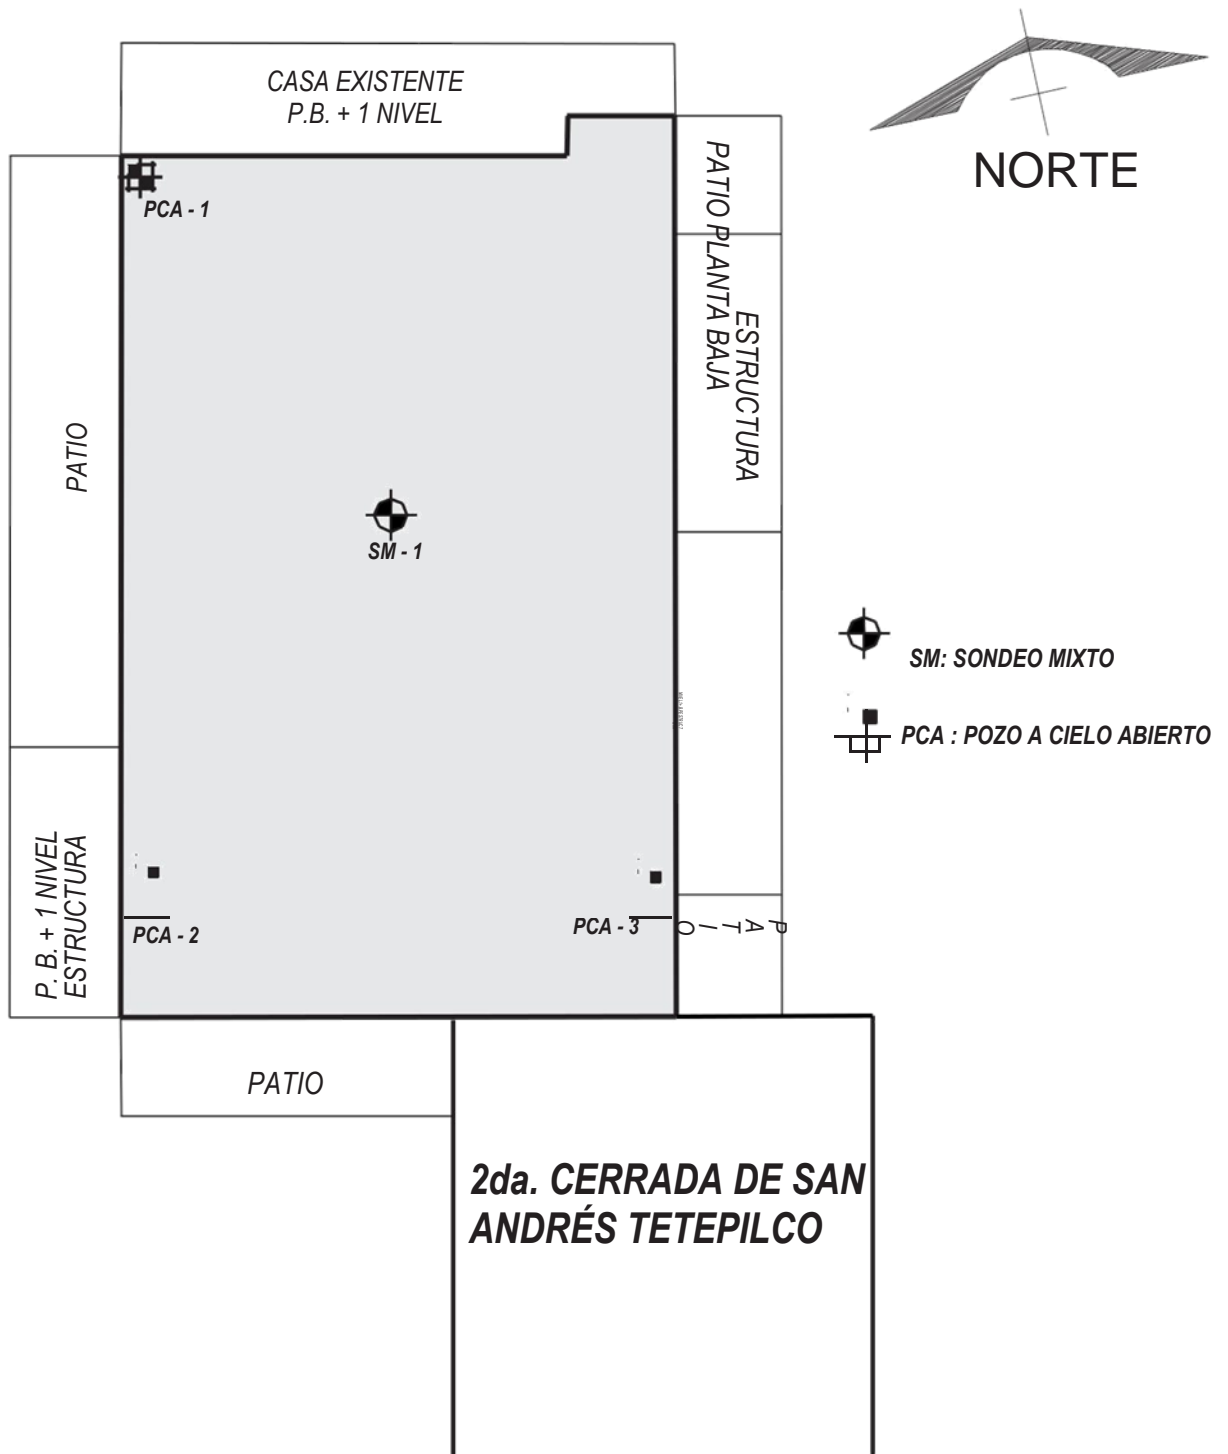 CASA EXISTENTE
P.B. + 1 NIVEL
NORTE
PCA - 1
PATIO PLANTA BAJA
ESTRUCTURA
PATIO
SM - 1
SM: SONDEO MIXTO
PCA : POZO A CIELO ABIERTO
P. B. + 1 NIVEL
ESTRUCTURA
PCA - 2
PCA - 3
PATIO
PATIO
2da. CERRADA DE SAN
ANDRÉS TETEPILCO